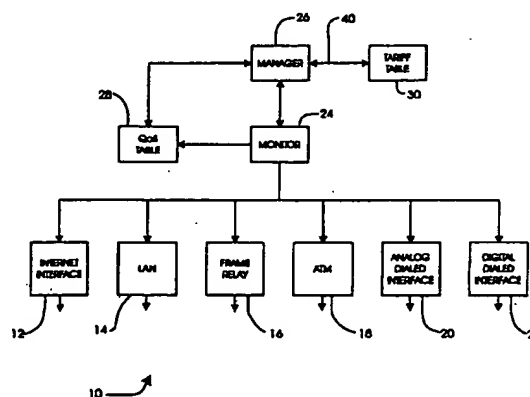 26
40
MANAGER
TARIFF
TABLE
30
28
24
QoS
TABLE
MONITOR
INTERNET
INTERFACE
LAN
FRAME
RELAY
ATM
ANALOG
DIALED
INTERFACE
DIGITAL
DIALED
INTERFACE
12
14
16
18
20
10